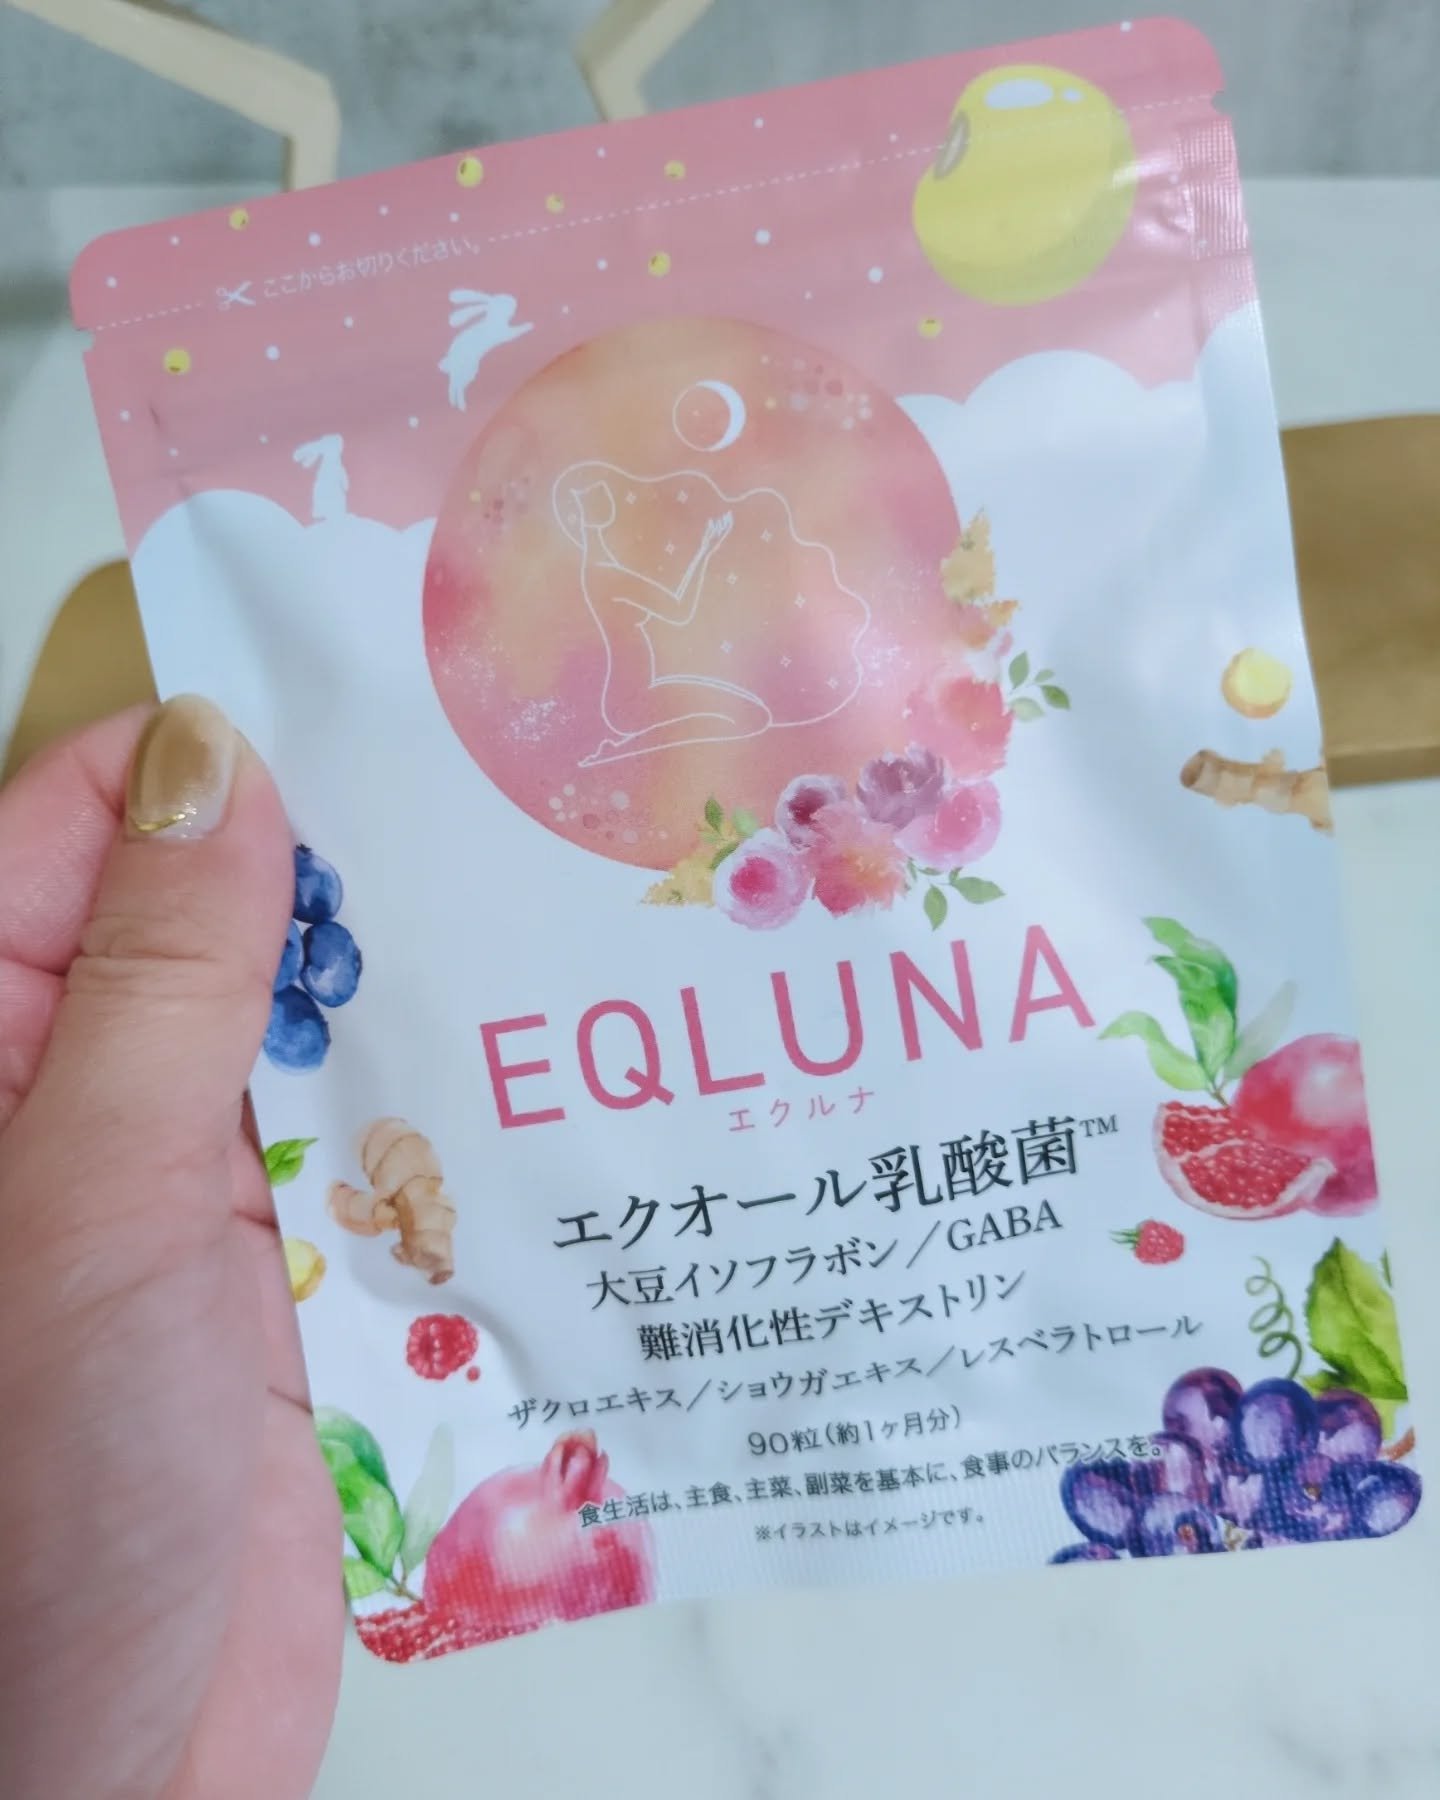 ここからお切りください。
EQLUNA
エクルナ
エクオール乳酸菌™
大豆イソフラボン／GABA
難消化性デキストリン
ザクロエキス／ショウガエキス／レスベラトロール
90粒（約1ヶ月分）
食生活は、主食、主菜、副菜を基本に、食事のバランスを。
※イラストはイメージです。